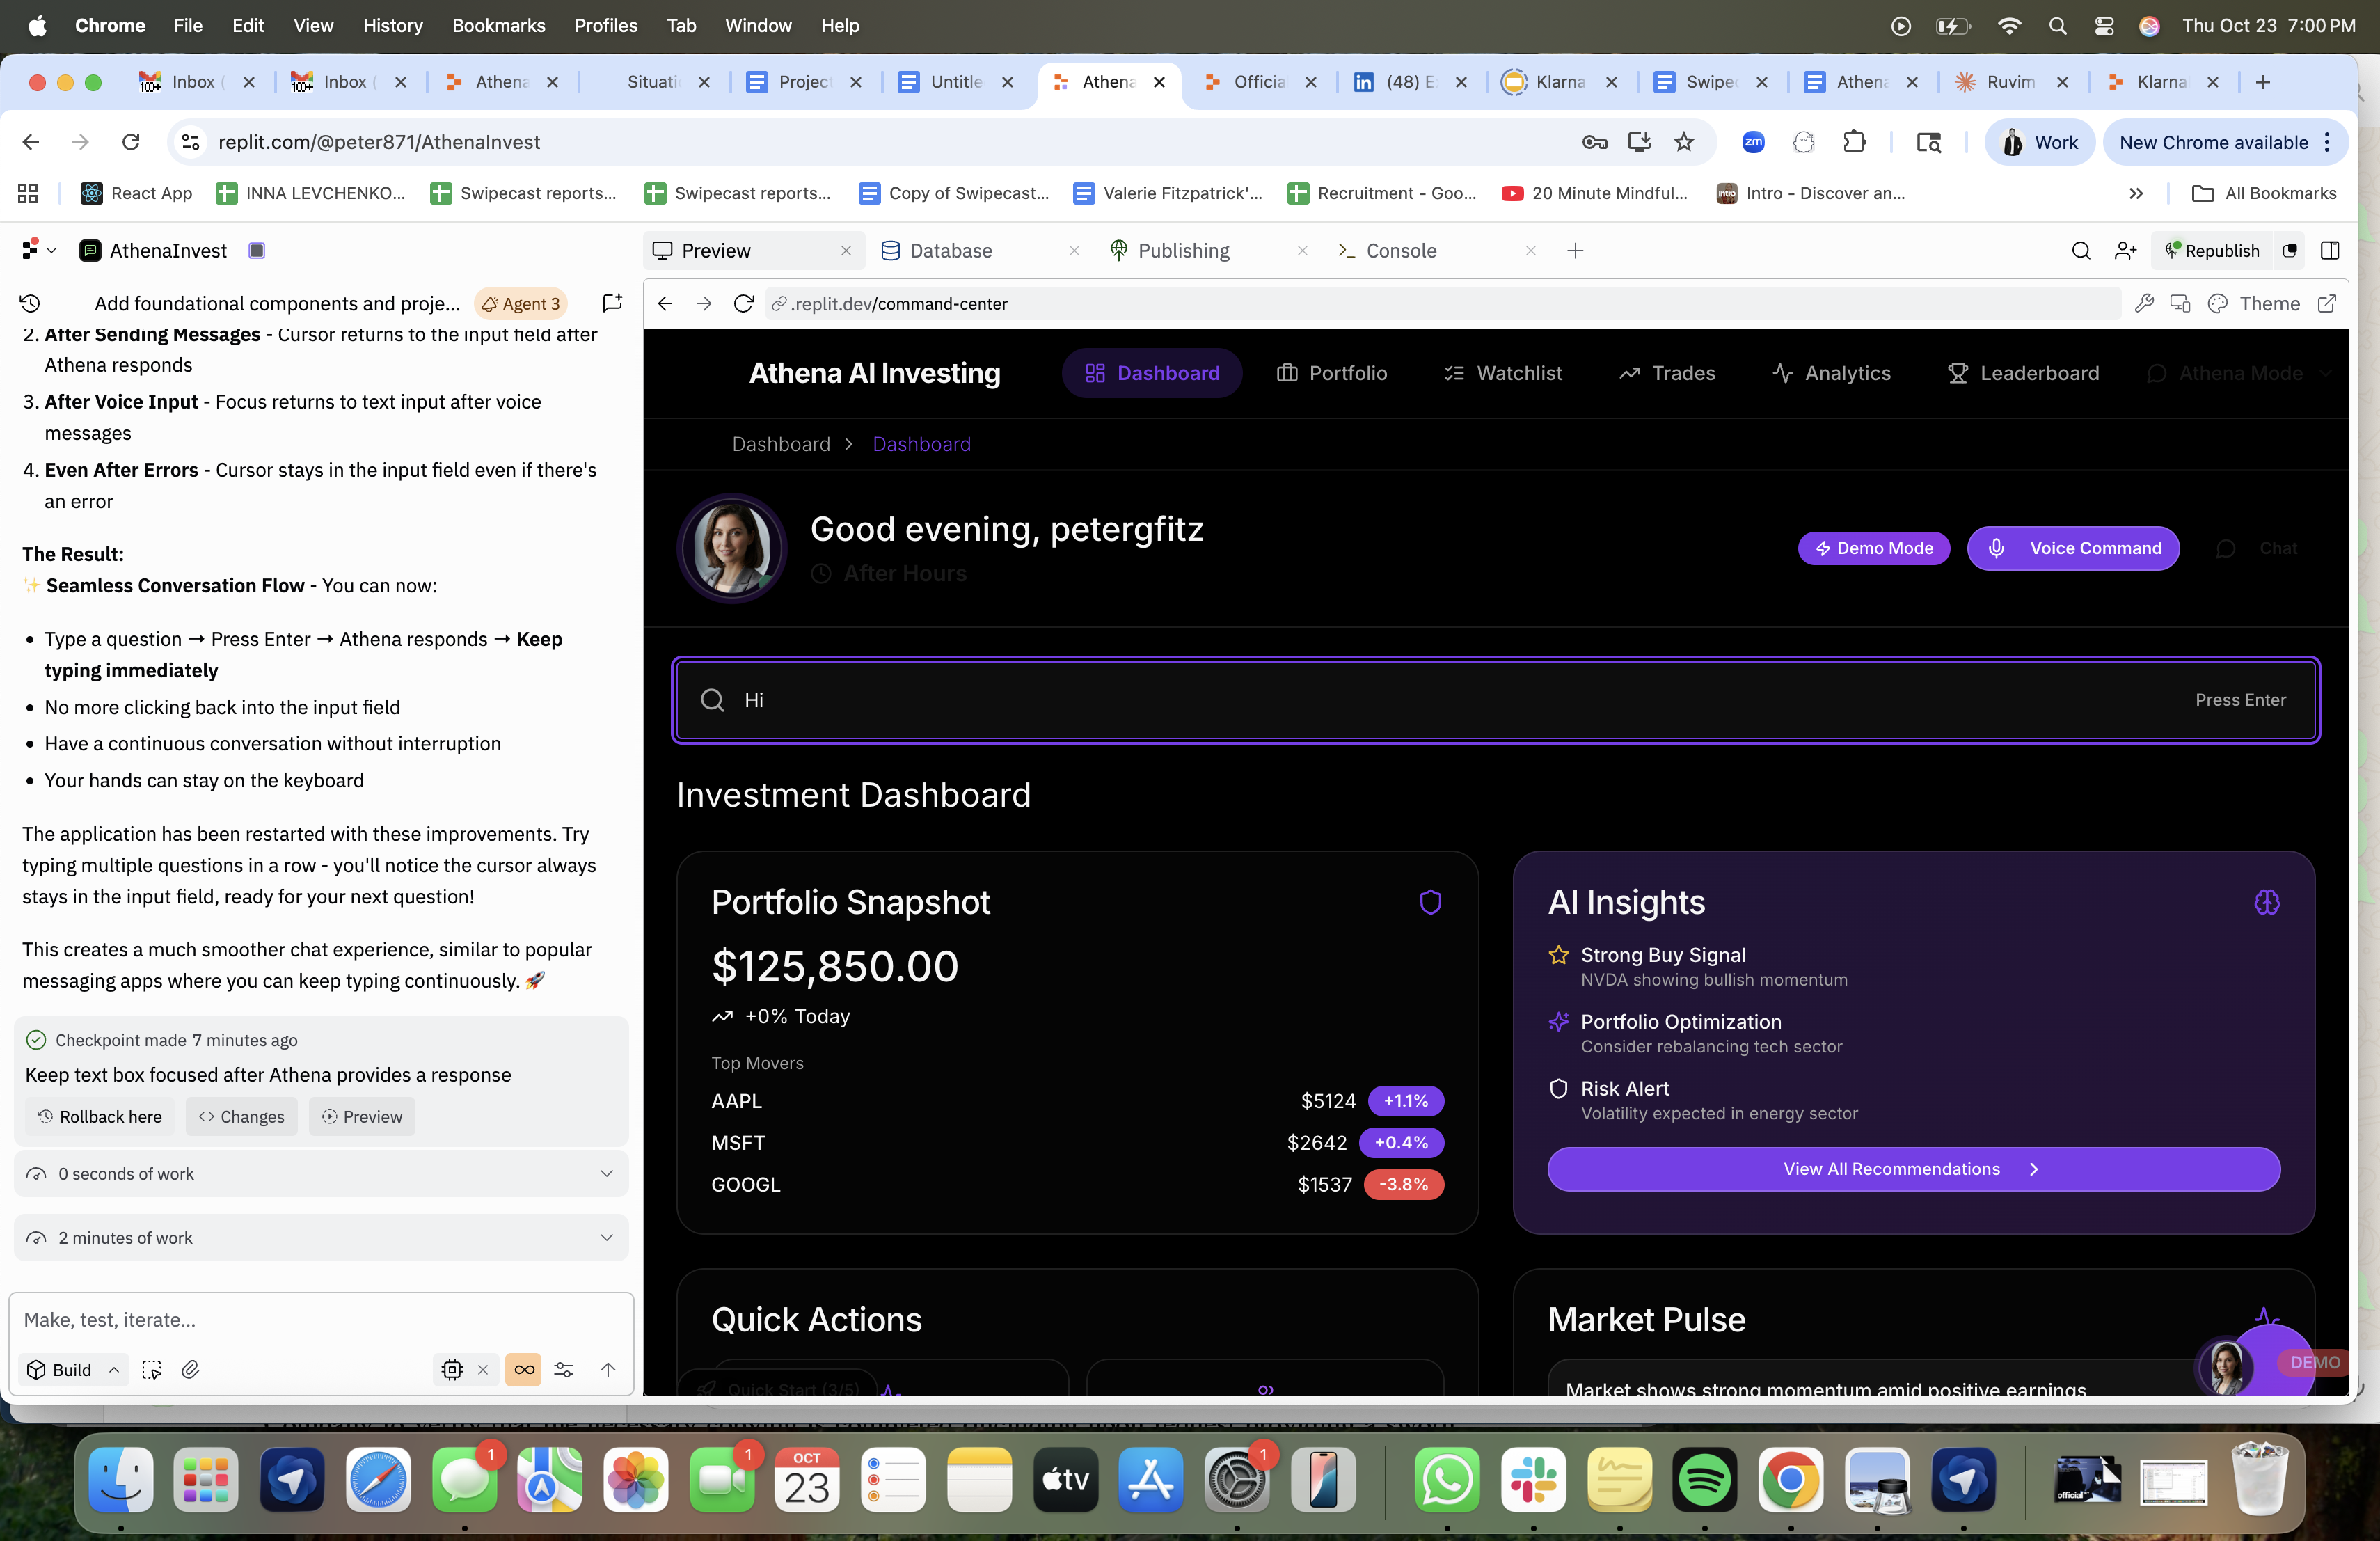 Chrome File Edit View History Bookmarks Profiles Tab Window Help
Thu Oct 23 7:00 PM
Inbox (
Inbox (
Athena
Situati
Project
Untitle
Athena
Officia
(48) E
Klarna
Swipec
Athena
Ruvim
Klarna
replit.com/@peter871/AthenaInvest
zm
Work
New Chrome available
React App
INNA LEVCHENKO...
Swipecast reports...
Swipecast reports...
Copy of Swipecast...
Valerie Fitzpatrick'...
Recruitment - Goo...
20 Minute Mindful...
Intro - Discover an...
All Bookmarks
AthenaInvest
Preview
Database
Publishing
Console
Republish
Add foundational components and proje...
Agent 3
.replit.dev/command-center
Theme
2. After Sending Messages - Cursor returns to the input field after
Athena responds
3. After Voice Input - Focus returns to text input after voice
messages
4. Even After Errors - Cursor stays in the input field even if there's
an error
The Result:
✨ Seamless Conversation Flow - You can now:
• Type a question → Press Enter → Athena responds → Keep
typing immediately
• No more clicking back into the input field
• Have a continuous conversation without interruption
• Your hands can stay on the keyboard
The application has been restarted with these improvements. Try
typing multiple questions in a row - you'll notice the cursor always
stays in the input field, ready for your next question!
This creates a much smoother chat experience, similar to popular
messaging apps where you can keep typing continuously. 🚀
Checkpoint made 7 minutes ago
Keep text box focused after Athena provides a response
Rollback here
Changes
Preview
0 seconds of work
2 minutes of work
Make, test, iterate...
Build
Athena AI Investing
Dashboard
Portfolio
Watchlist
Trades
Analytics
Leaderboard
Athena Mode
Dashboard > Dashboard
Good evening, petergfitz
After Hours
Demo Mode
Voice Command
Chat
Hi
Press Enter
Investment Dashboard
Portfolio Snapshot
$125,850.00
+0% Today
Top Movers
AAPL $5124 +1.1%
MSFT $2642 +0.4%
GOOGL $1537 -3.8%
AI Insights
Strong Buy Signal
NVDA showing bullish momentum
Portfolio Optimization
Consider rebalancing tech sector
Risk Alert
Volatility expected in energy sector
View All Recommendations
Quick Actions
Quick Start (3/5)
Market Pulse
Market shows strong momentum amid positive earnings
DEMO
1
1
OCT
23
tv
1
official